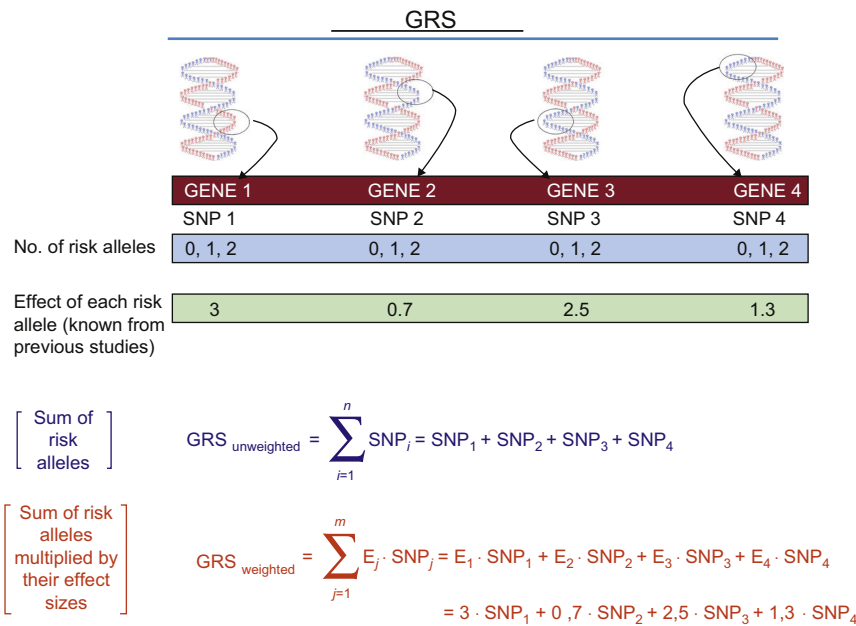 GRS
GENE 1 GENE 2 GENE 3 GENE 4
SNP 1 SNP 2 SNP 3 SNP 4
No. of risk alleles 0, 1, 2 0, 1, 2 0, 1, 2 0, 1, 2
Effect of each risk
allele (known from
previous studies)
3 0.7 2.5 1.3
Sum of
risk
alleles
GRS unweighted = n ∑ i=1 SNPi = SNP1 + SNP2 + SNP3 + SNP4
Sum of risk
alleles
multiplied by
their effect
sizes
GRS weighted = m ∑ j=1 Ej · SNPj = E1 · SNP1 + E2 · SNP2 + E3 · SNP3 + E4 · SNP4
= 3 · SNP1 + 0 ,7 · SNP2 + 2,5 · SNP3 + 1,3 · SNP4